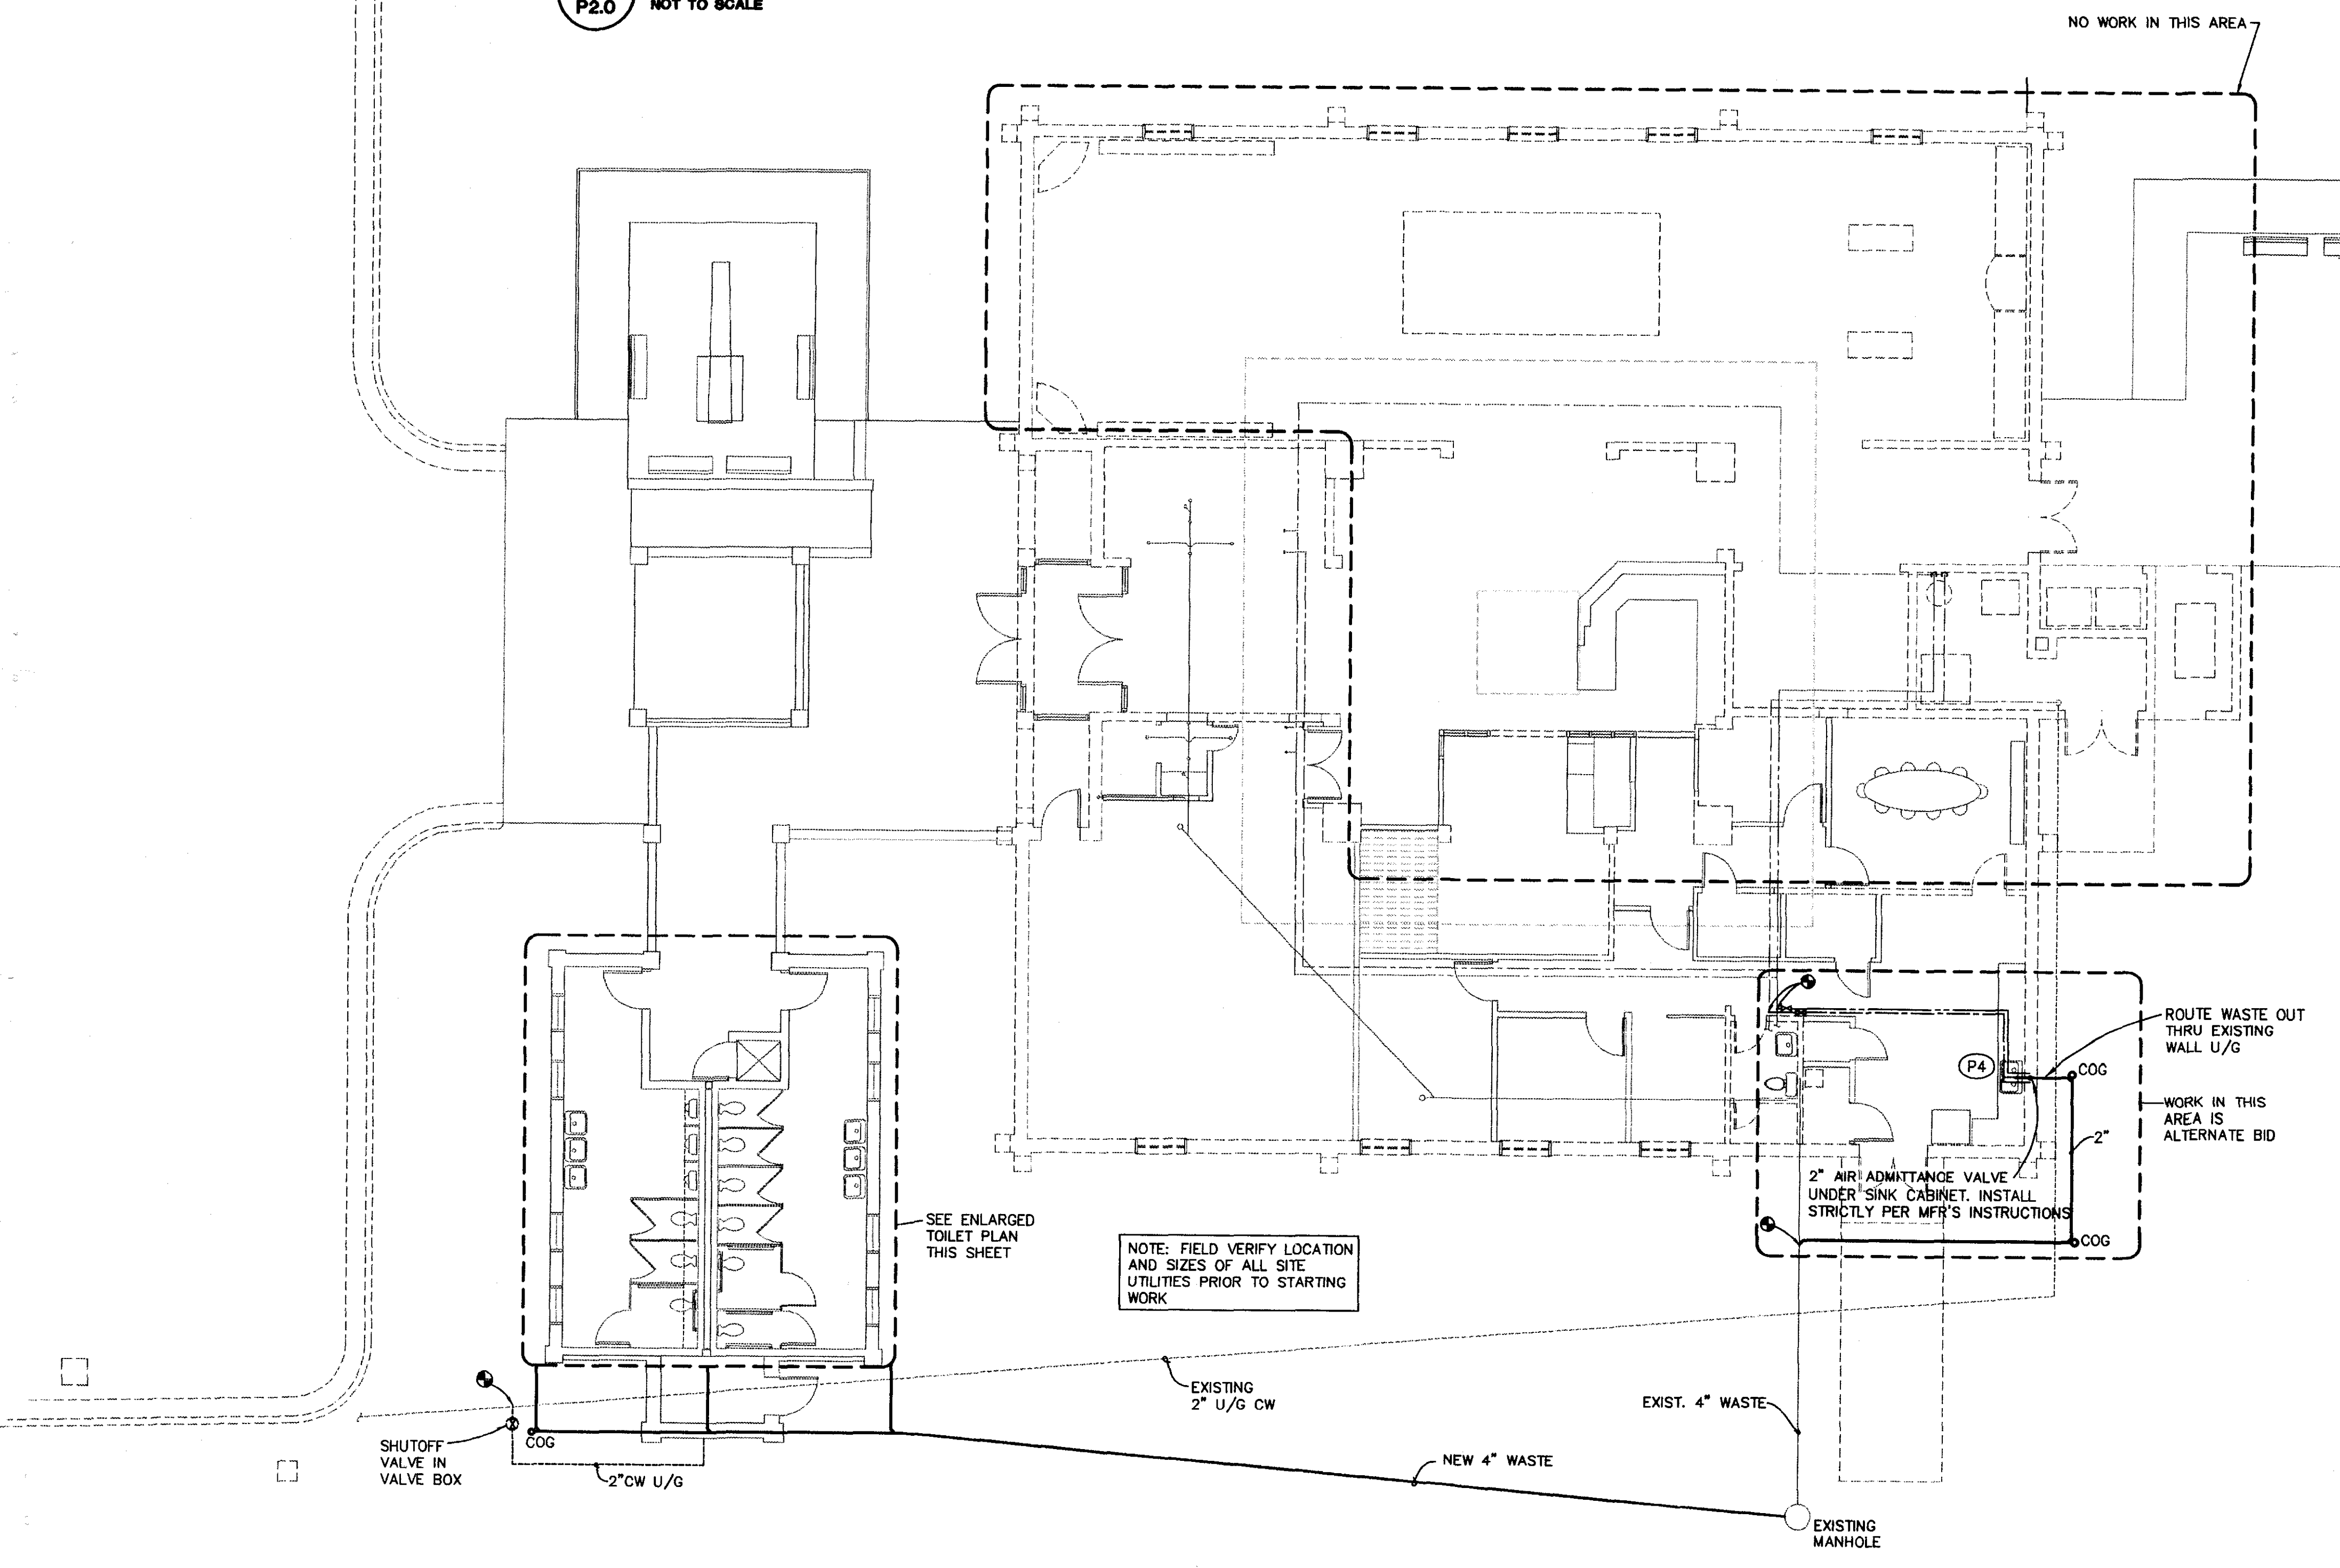 P2.0
NOT TO SCALE
NO WORK IN THIS AREA
ROUTE WASTE OUT
THRU EXISTING
WALL U/G
P4
COG
WORK IN THIS
AREA IS
ALTERNATE BID
2"
2" AIR ADMITTANCE VALVE
UNDER SINK CABINET. INSTALL
STRICTLY PER MFR'S INSTRUCTIONS
COG
SEE ENLARGED
TOILET PLAN
THIS SHEET
NOTE: FIELD VERIFY LOCATION
AND SIZES OF ALL SITE
UTILITIES PRIOR TO STARTING
WORK
EXISTING
2" U/G CW
EXIST. 4" WASTE
COG
SHUTOFF
VALVE IN
VALVE BOX
2"CW U/G
NEW 4" WASTE
EXISTING
MANHOLE